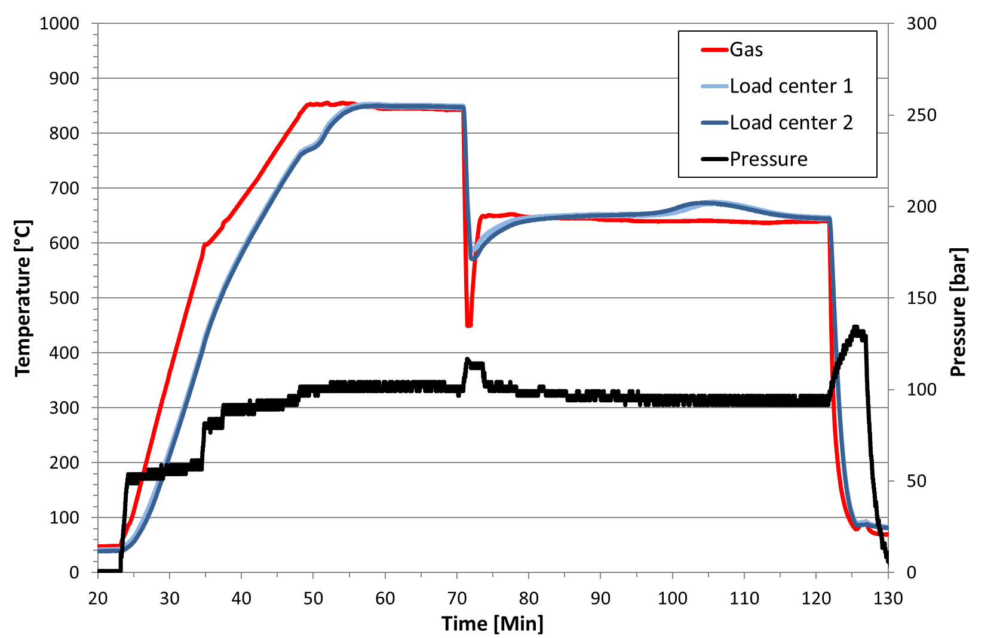 1000
900
800
700
600
500
400
300
200
100
0
Temperature [°C]
300
250
200
150
100
50
0
Pressure [bar]
Gas
Load center 1
Load center 2
Pressure
20 30 40 50 60 70 80 90 100 110 120 130
Time [Min]